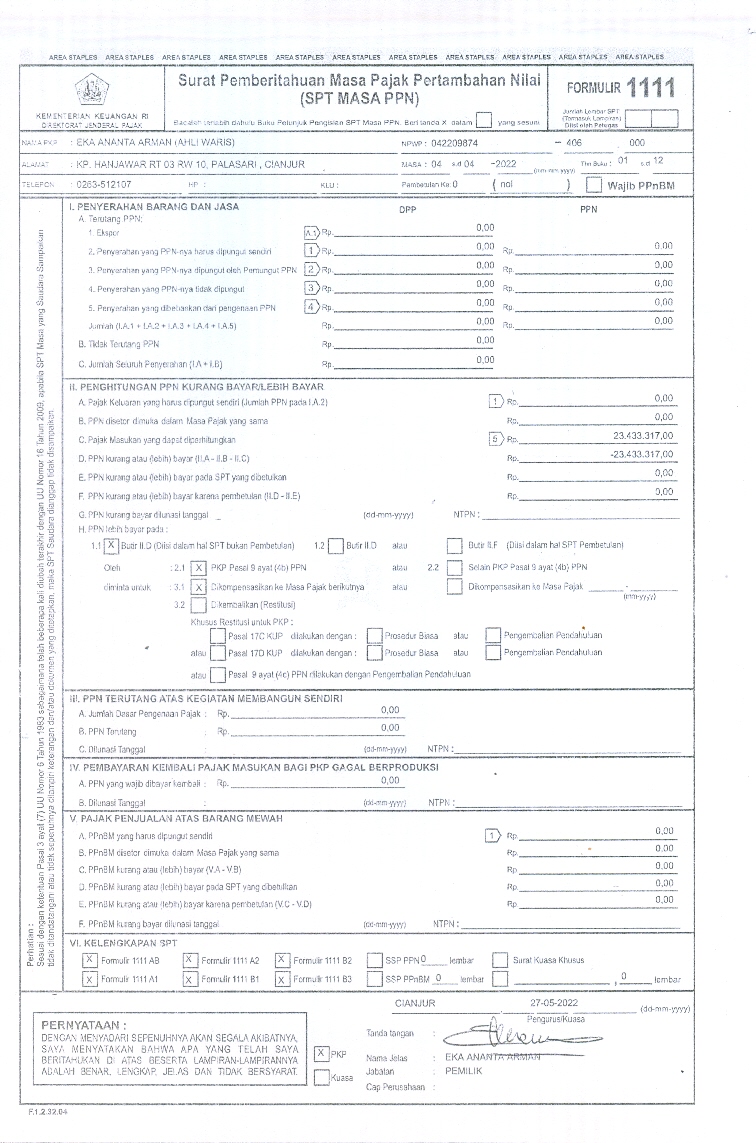 AREA STAPLES AREA STAPLES AREA STAPLES AREA STAPLES AREA STAPLES AREA STAPLES AREA STAPLES AREA STAPLES AREA STAPLES AREA STAPLES AREA STAPLES
KEMENTERIAN KEUANGAN RI
DIREKTORAT JENDERAL PAJAK
Surat Pemberitahuan Masa Pajak Pertambahan Nilai
(SPT MASA PPN)
Bacalah terlebih dahulu Buku Petunjuk Pengisian SPT Masa PPN. Beri tanda X dalam yang sesuai
FORMULIR 1111
Jumlah Lembar SPT
(Termasuk Lampiran)
Diisi oleh Petugas
NAMA PKP : EKA ANANTA ARMAN (AHLI WARIS) NPWP : 042209874 - 406 . 000
ALAMAT : KP. HANJAWAR RT 03 RW 10, PALASARI , CIANJUR MASA : 04 s.d 04 -2022 (mm-mm-yyyy) Thn Buku : 01 s.d 12
TELEPON : 0263-512107 HP : KLU : Pembetulan Ke: 0 ( nol ) Wajib PPnBM
I. PENYERAHAN BARANG DAN JASA DPP PPN
A. Terutang PPN:
1. Ekspor A.1 Rp. 0,00
2. Penyerahan yang PPN-nya harus dipungut sendiri 1 Rp. 0,00 Rp. 0,00
3. Penyerahan yang PPN-nya dipungut oleh Pemungut PPN 2 Rp. 0,00 Rp. 0,00
4. Penyerahan yang PPN-nya tidak dipungut 3 Rp. 0,00 Rp. 0,00
5. Penyerahan yang dibebaskan dari pengenaan PPN 4 Rp. 0,00 Rp. 0,00
Jumlah (I.A.1 + I.A.2 + I.A.3 + I.A.4 + I.A.5) Rp. 0,00 Rp. 0,00
B. Tidak Terutang PPN Rp. 0,00
C. Jumlah Seluruh Penyerahan (I.A + I.B) Rp. 0,00
II. PENGHITUNGAN PPN KURANG BAYAR/LEBIH BAYAR
A. Pajak Keluaran yang harus dipungut sendiri (Jumlah PPN pada I.A.2) 1 Rp. 0,00
B. PPN disetor dimuka dalam Masa Pajak yang sama Rp. 0,00
C. Pajak Masukan yang dapat diperhitungkan 5 Rp. 23.433.317,00
D. PPN kurang atau (lebih) bayar (II.A - II.B - II.C) Rp. -23.433.317,00
E. PPN kurang atau (lebih) bayar pada SPT yang dibetulkan Rp. 0,00
F. PPN kurang atau (lebih) bayar karena pembetulan (II.D - II.E) Rp. 0,00
G. PPN kurang bayar dilunasi tanggal (dd-mm-yyyy) NTPN :
H. PPN lebih bayar pada :
1.1 X Butir II.D (Diisi dalam hal SPT bukan Pembetulan) 1.2 Butir II.D atau Butir II.F (Diisi dalam hal SPT Pembetulan)
Oleh : 2.1 X PKP Pasal 9 ayat (4b) PPN atau 2.2 Selain PKP Pasal 9 ayat (4b) PPN
diminta untuk : 3.1 X Dikompensasikan ke Masa Pajak berikutnya atau Dikompensasikan ke Masa Pajak - (mm-yyyy)
3.2 Dikembalikan (Restitusi)
Khusus Restitusi untuk PKP :
Pasal 17C KUP dilakukan dengan : Prosedur Biasa atau Pengembalian Pendahuluan
atau Pasal 17D KUP dilakukan dengan : Prosedur Biasa atau Pengembalian Pendahuluan
atau Pasal 9 ayat (4c) PPN dilakukan dengan Pengembalian Pendahuluan
III. PPN TERUTANG ATAS KEGIATAN MEMBANGUN SENDIRI
A. Jumlah Dasar Pengenaan Pajak : Rp. 0,00
B. PPN Terutang : Rp. 0,00
C. Dilunasi Tanggal : (dd-mm-yyyy) NTPN :
IV. PEMBAYARAN KEMBALI PAJAK MASUKAN BAGI PKP GAGAL BERPRODUKSI
A. PPN yang wajib dibayar kembali : Rp. 0,00
B. Dilunasi Tanggal : (dd-mm-yyyy) NTPN :
V. PAJAK PENJUALAN ATAS BARANG MEWAH
A. PPnBM yang harus dipungut sendiri 1 Rp 0,00
B. PPnBM disetor dimuka dalam Masa Pajak yang sama Rp. 0,00
C. PPnBM kurang atau (lebih) bayar (V.A - V.B) Rp. 0,00
D. PPnBM kurang atau (lebih) bayar pada SPT yang dibetulkan Rp. 0,00
E. PPnBM kurang atau (lebih) bayar karena pembetulan (V.C - V.D) Rp. 0,00
F. PPnBM kurang bayar dilunasi tanggal (dd-mm-yyyy) NTPN :
VI. KELENGKAPAN SPT
X Formulir 1111 AB X Formulir 1111 A2 X Formulir 1111 B2 SSP PPN 0 lembar Surat Kuasa Khusus
X Formulir 1111 A1 X Formulir 1111 B1 X Formulir 1111 B3 SSP PPnBM 0 lembar , 0 lembar
Perhatian :
Sesuai dengan ketentuan Pasal 3 ayat (7) UU Nomor 6 Tahun 1983 sebagaimana telah beberapa kali diubah terakhir dengan UU Nomor 16 Tahun 2009, apabila SPT Masa yang Saudara Sampaikan
tidak ditandatangani atau tidak sepenuhnya dilampiri keterangan dan/atau dokumen yang ditetapkan, maka SPT Saudara dianggap tidak disampaikan.
PERNYATAAN :
DENGAN MENYADARI SEPENUHNYA AKAN SEGALA AKIBATNYA,
SAYA MENYATAKAN BAHWA APA YANG TELAH SAYA
BERITAHUKAN DI ATAS BESERTA LAMPIRAN-LAMPIRANNYA
ADALAH BENAR, LENGKAP, JELAS DAN TIDAK BERSYARAT.
X PKP
Kuasa
CIANJUR 27-05-2022 (dd-mm-yyyy)
Pengurus/Kuasa
Tanda tangan :
Nama Jelas : EKA ANANTA ARMAN
Jabatan : PEMILIK
Cap Perusahaan :
F.1.2.32.04